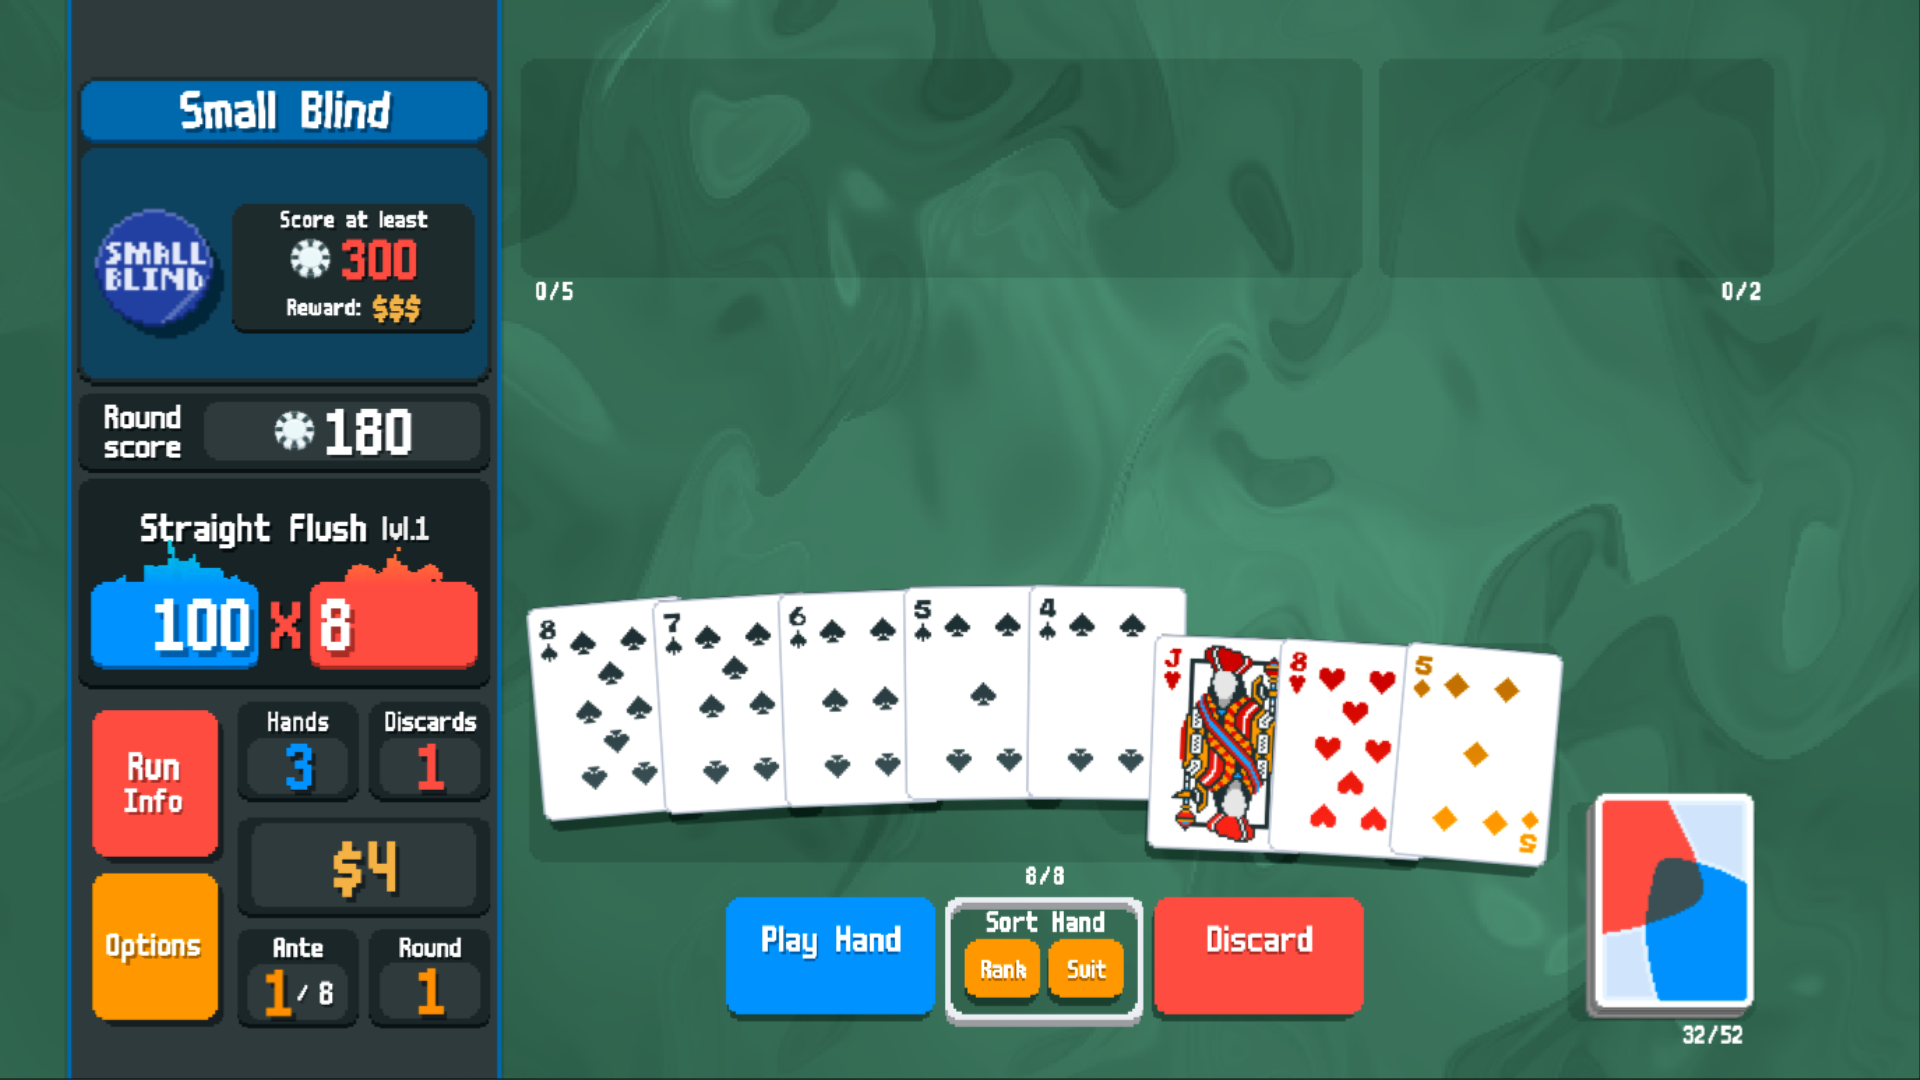 Small Blind
SMALL
BLIND
Score at least
300
Reward: $$$
Round
score
180
Straight Flush lvl.1
100 X 8
Run
Info
Hands
3
Discards
1
$4
Options
Ante
1/8
Round
1
0/5
0/2
8
7
6
5
4
J
8
5
5
8/8
Play Hand
Sort Hand
Rank
Suit
Discard
32/52